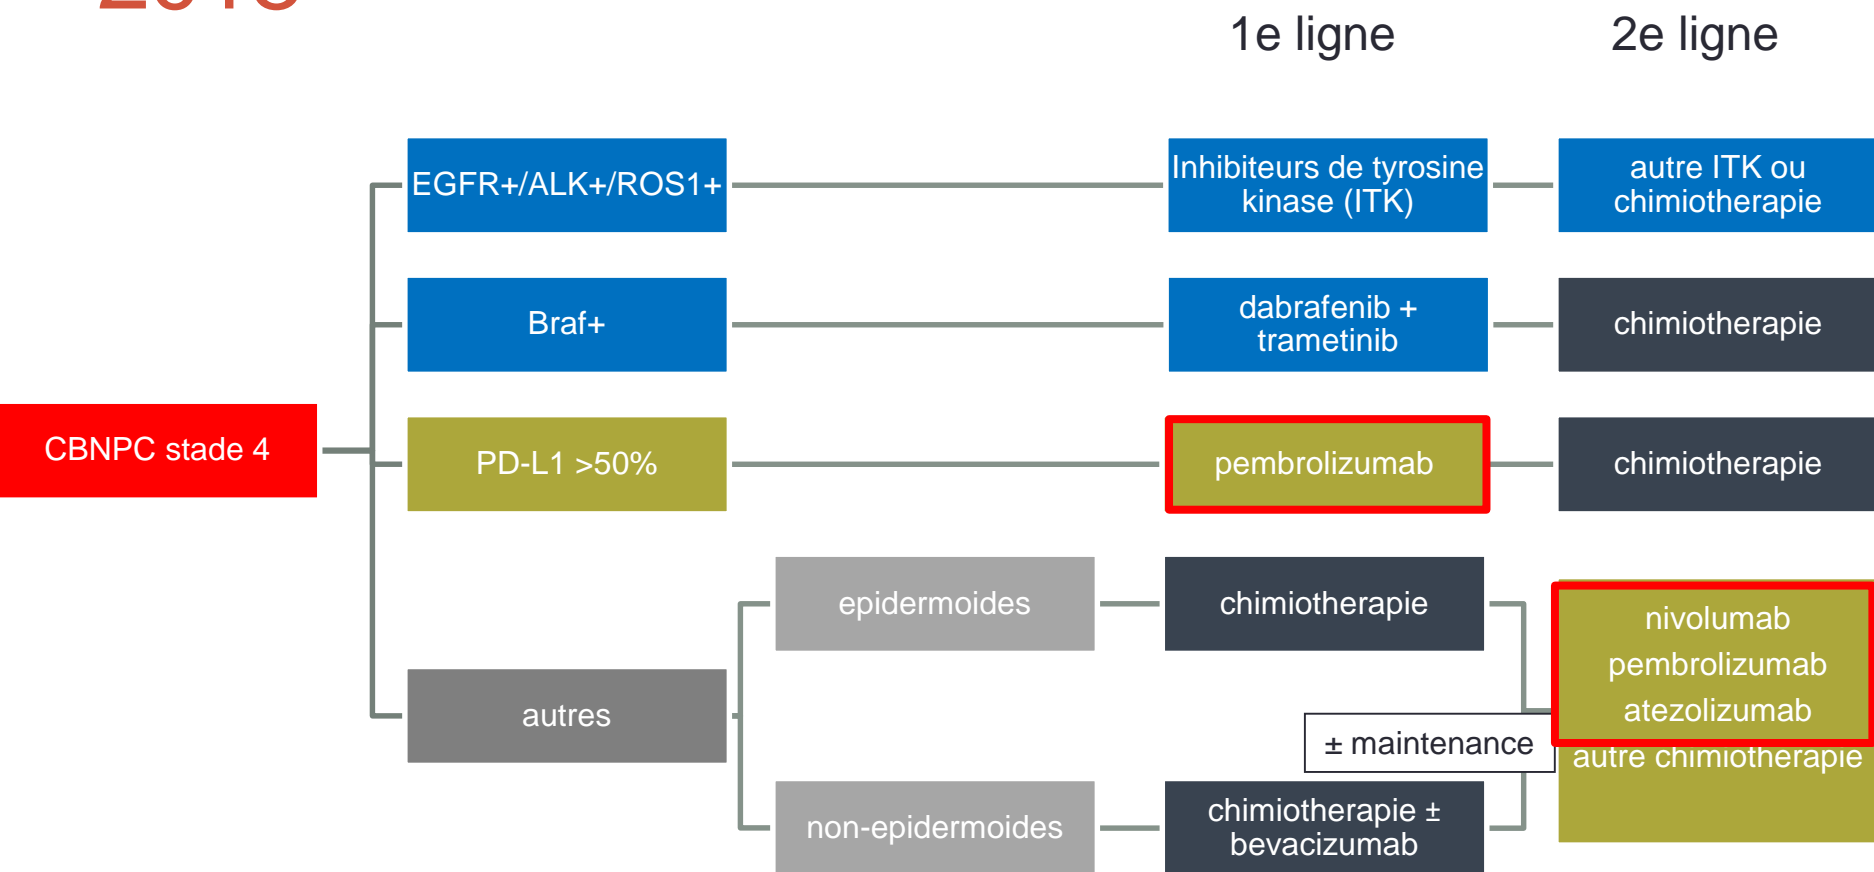 1e ligne
2e ligne
EGFR+/ALK+/ROS1+
Inhibiteurs de tyrosine
kinase (ITK)
autre ITK ou
chimiotherapie
Braf+
dabrafenib +
trametinib
chimiotherapie
CBNPC stade 4
PD-L1 >50%
pembrolizumab
chimiotherapie
autres
epidermoides
chimiotherapie
non-epidermoides
chimiotherapie ±
bevacizumab
± maintenance
nivolumab
pembrolizumab
atezolizumab
autre chimiotherapie